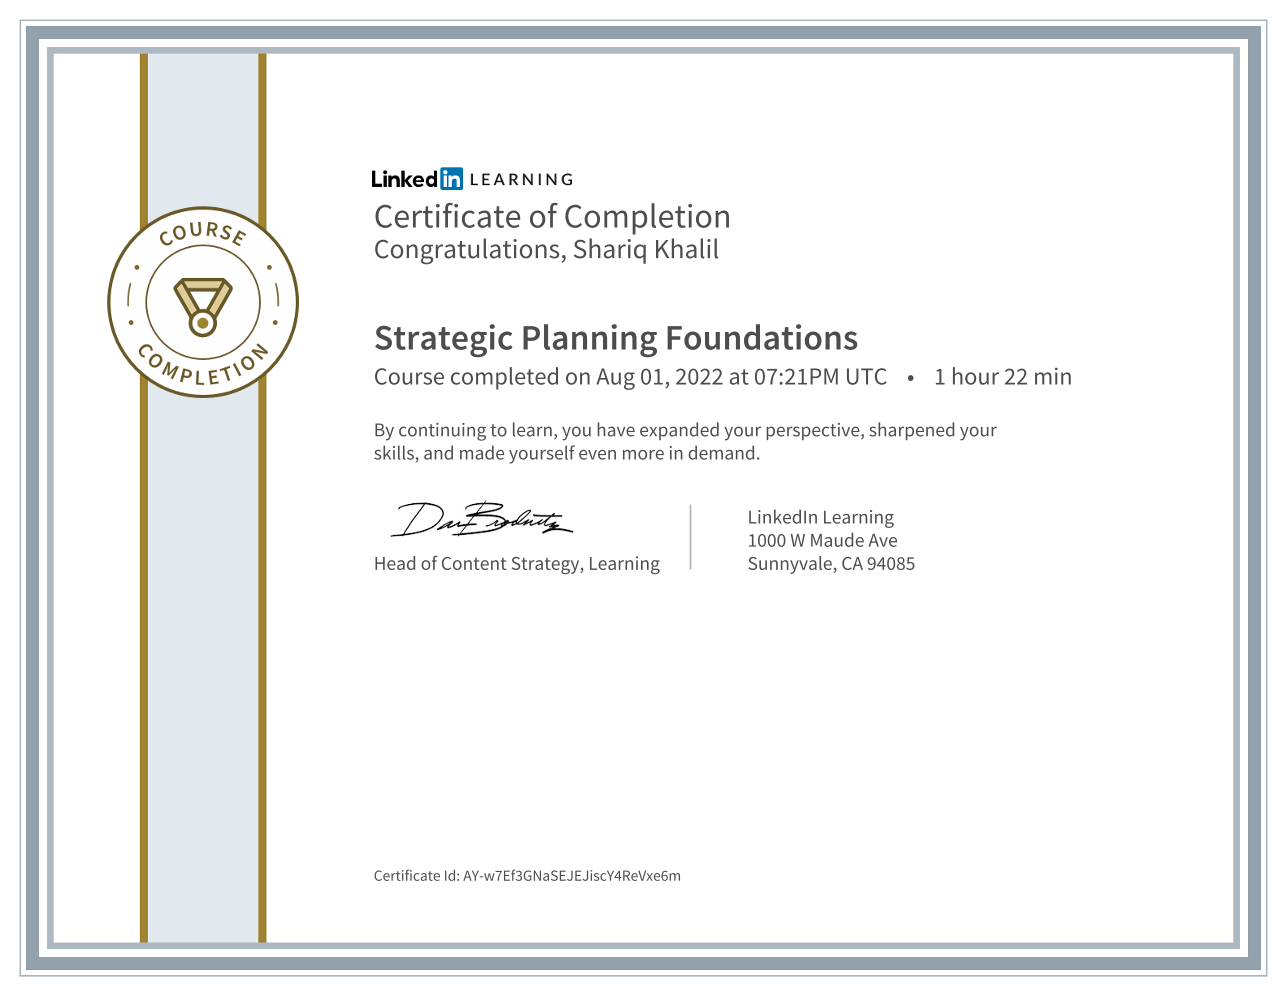 COURSE
COMPLETION
Linked in LEARNING
Certificate of Completion
Congratulations, Shariq Khalil
Strategic Planning Foundations
Course completed on Aug 01, 2022 at 07:21PM UTC • 1 hour 22 min
By continuing to learn, you have expanded your perspective, sharpened your
skills, and made yourself even more in demand.
Dan Brodnitz
Head of Content Strategy, Learning
LinkedIn Learning
1000 W Maude Ave
Sunnyvale, CA 94085
Certificate Id: AY-w7Ef3GNaSEJEJiscY4ReVxe6m